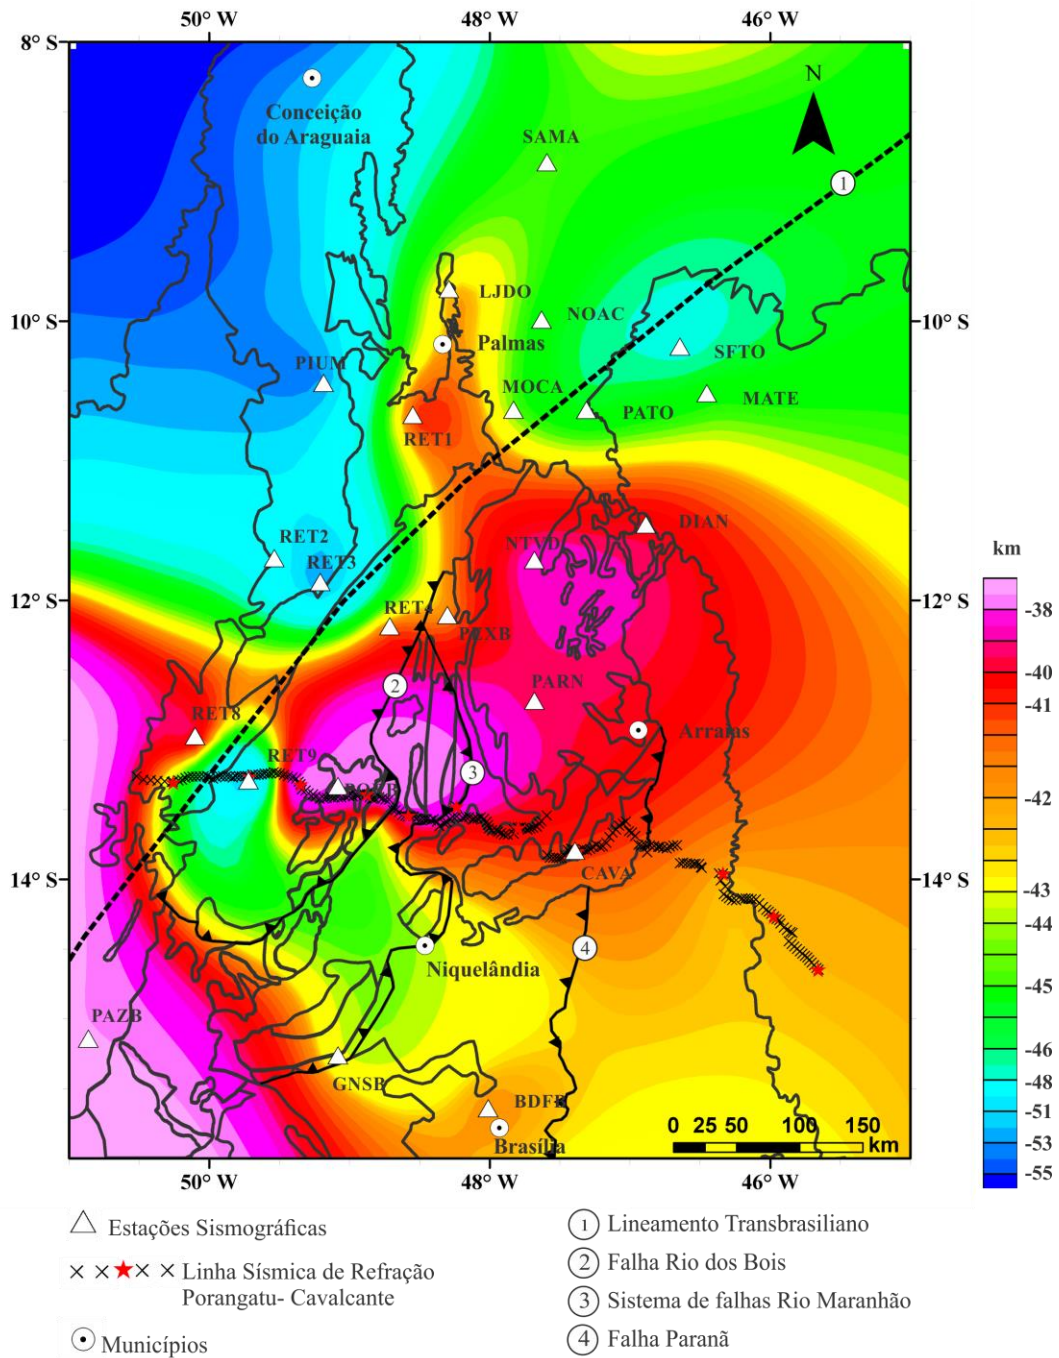 50° W 48° W 46° W
8° S
N
Conceição
do Araguaia
SAMA
1
LJDO
NOAC
10° S 10° S
Palmas
SFTO
PIUM
MOCA
MATE
PATO
RET1
DIAN
RET2
NTVD
km
RET3
-38
12° S 12° S
RET4
PEXB
-40
PARN
2
-41
RET8
Arraias
RET9
3
-42
CAVA
14° S 14° S
-43
4
Niquelândia
-45
PAZB
-46
GNSB
BDFB
-51
0 25 50 100 150
km
Brasília
-53
-55
50° W 48° W 46° W
Estações Sismográficas
Linha Sísmica de Refração
Porangatu- Cavalcante
Municípios
1 Lineamento Transbrasiliano
2 Falha Rio dos Bois
3 Sistema de falhas Rio Maranhão
4 Falha Paranã